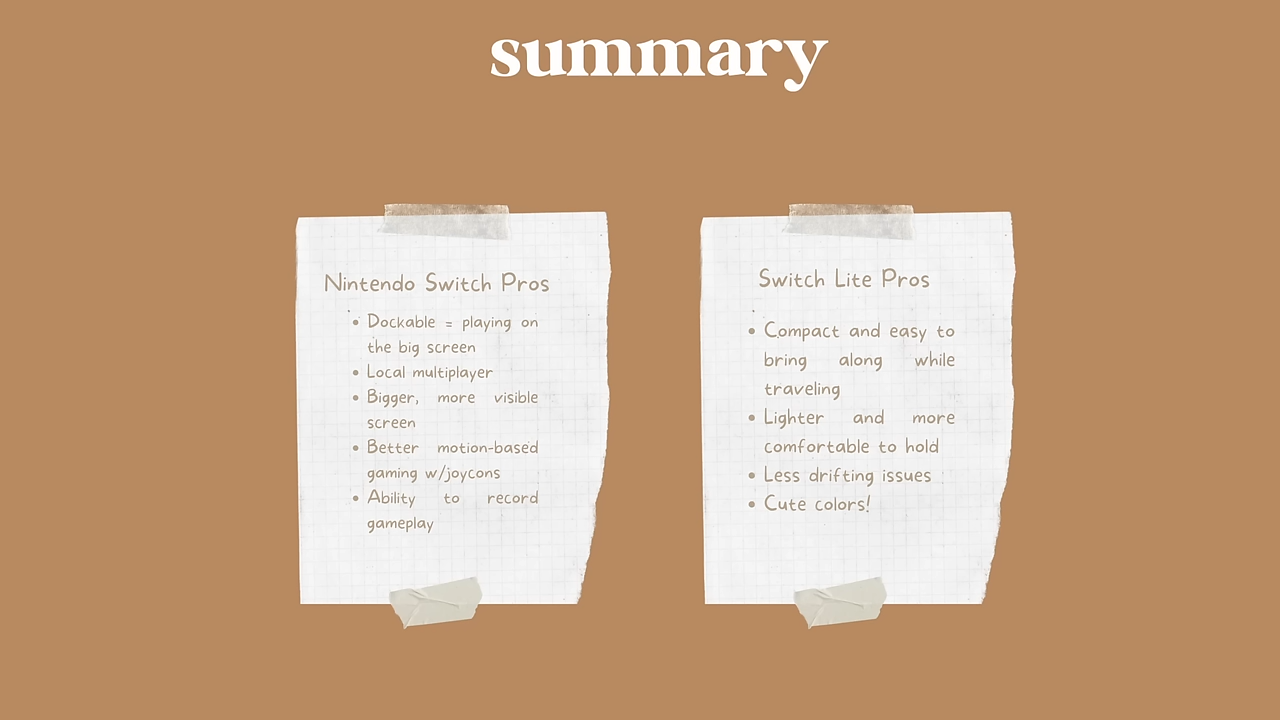 summary
Nintendo Switch Pros
• Dockable = playing on
the big screen
• Local multiplayer
• Bigger, more visible
screen
• Better motion-based
gaming w/joycons
• Ability to record
gameplay
Switch Lite Pros
• Compact and easy to
bring along while
traveling
• Lighter and more
comfortable to hold
• Less drifting issues
• Cute colors!